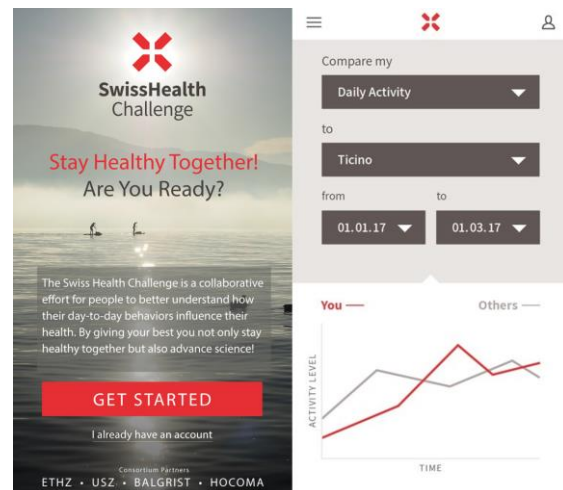 SwissHealth
Challenge
Stay Healthy Together!
Are You Ready?
The Swiss Health Challenge is a collaborative
effort for people to better understand how
their day-to-day behaviors influence their
health. By giving your best you not only stay
healthy together but also advance science!
GET STARTED
I already have an account
Consortium Partners
ETHZ • USZ • BALGRIST • HOCOMA
Compare my
Daily Activity
to
Ticino
from to
01.01.17 01.03.17
You Others
ACTIVITY LEVEL
TIME